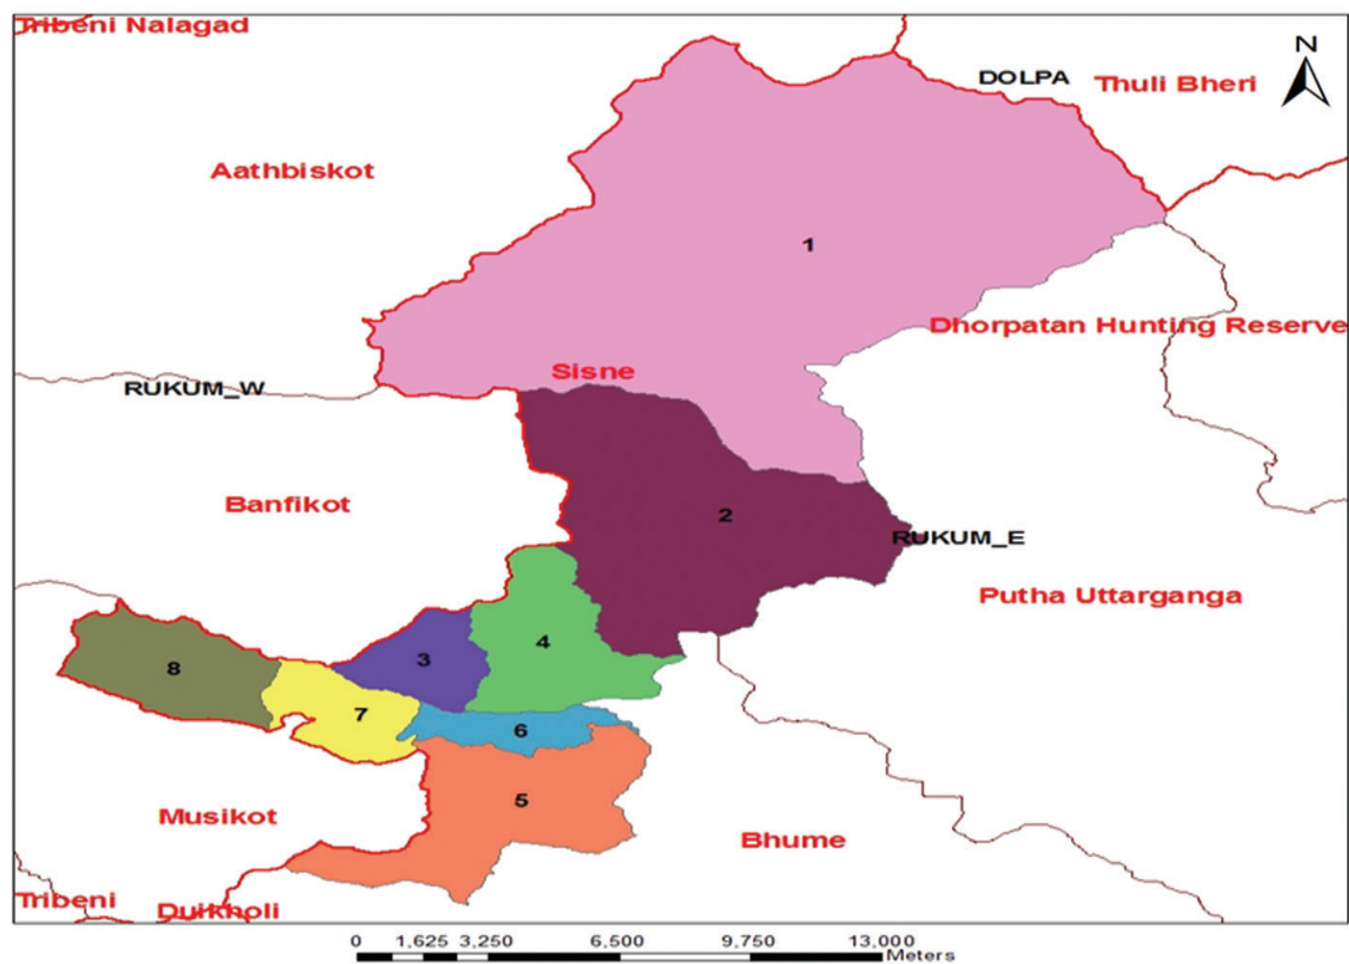 Tribeni Nalagad
N
DOLPA
Thuli Bheri
Aathbiskot
1
Dhorpatan Hunting Reserve
Sisne
RUKUM_W
Banfikot
2
RUKUM_E
Putha Uttarganga
4
3
8
7
6
5
Musikot
Bhume
Tribeni
Duikholi
0 1,625 3,250 6,500 9,750 13,000
Meters